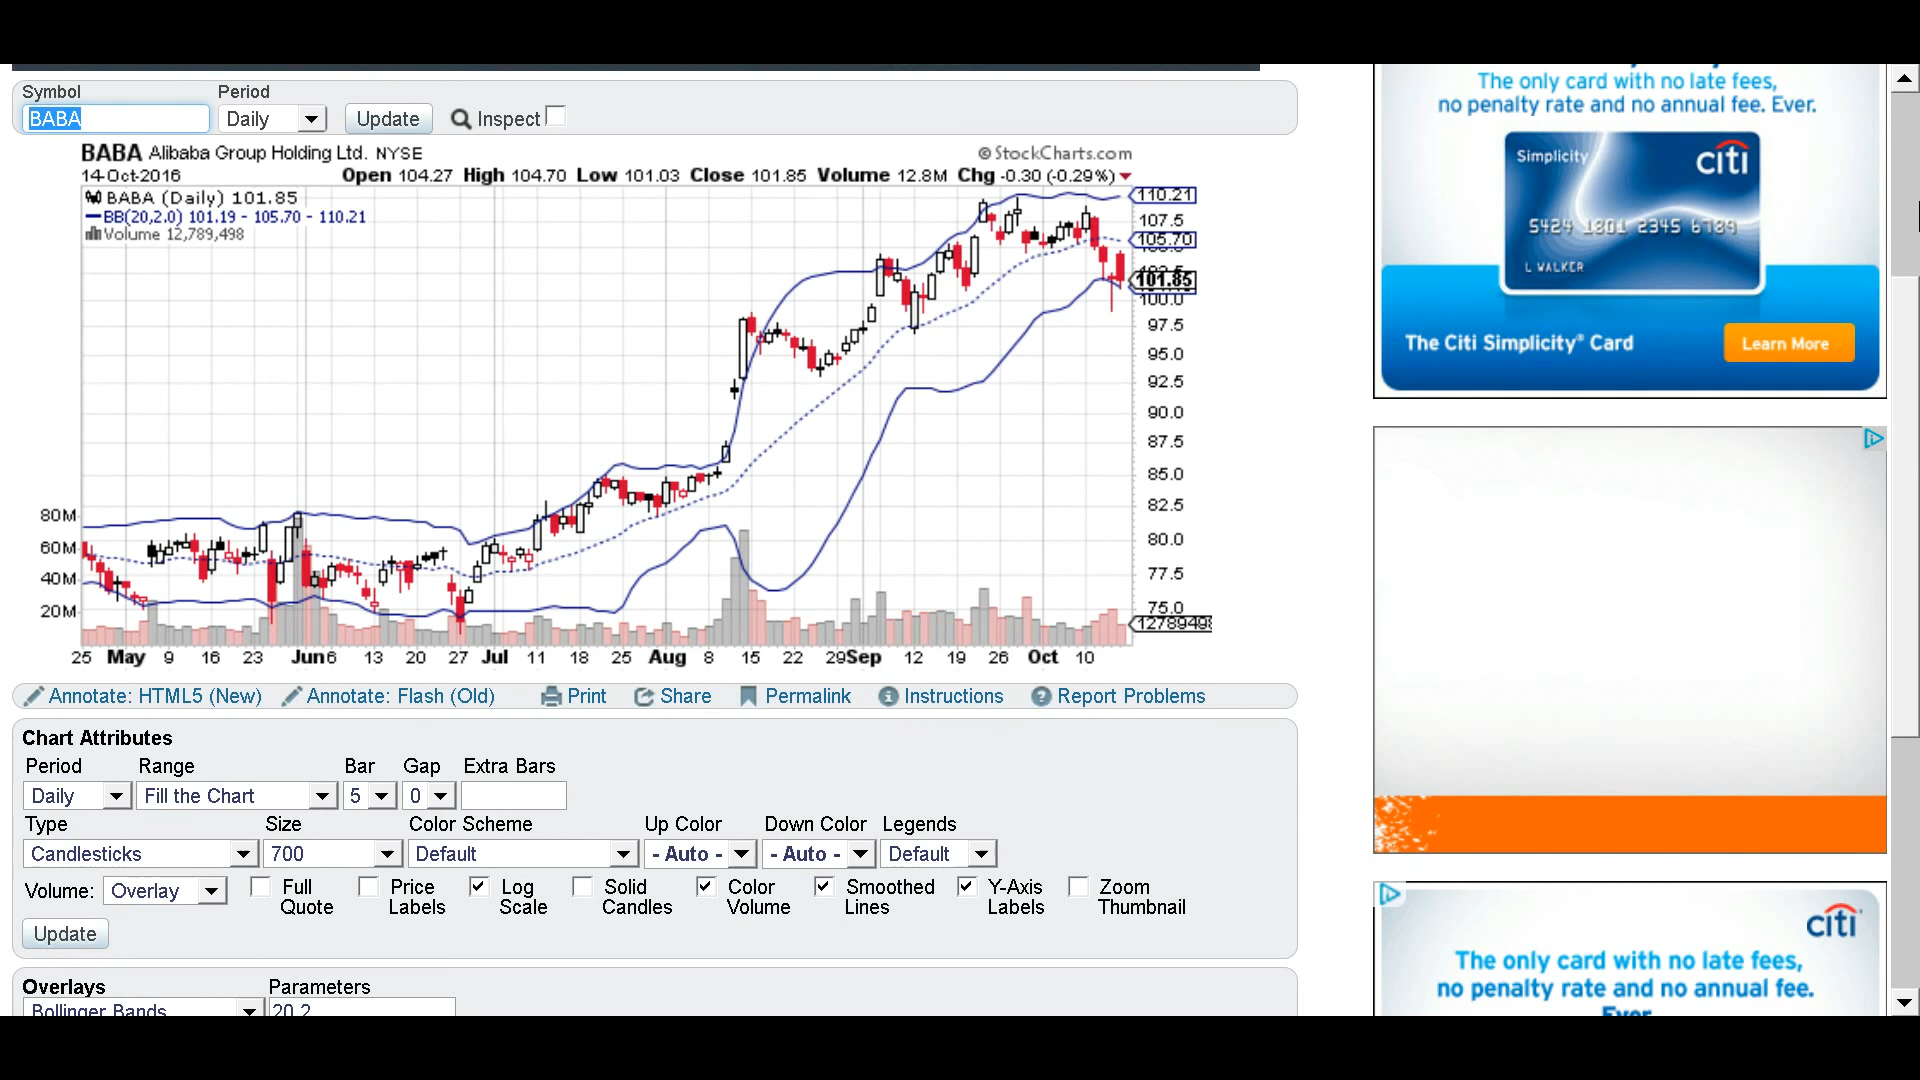 Symbol Period
BABA Daily Update Inspect
BABA Alibaba Group Holding Ltd. NYSE © StockCharts.com
14-Oct-2016 Open 104.27 High 104.70 Low 101.03 Close 101.85 Volume 12.8M Chg -0.30 (-0.29%)
BABA (Daily) 101.85
BB(20,2.0) 101.19 - 105.70 - 110.21
Volume 12,789,498
110.21
107.5
105.70
101.85
100.0
97.5
95.0
92.5
90.0
87.5
85.0
82.5
80.0
77.5
75.0
12789498
80M
60M
40M
20M
25 May 9 16 23 Jun 6 13 20 27 Jul 11 18 25 Aug 8 15 22 29 Sep 12 19 26 Oct 10
Annotate: HTML5 (New) Annotate: Flash (Old) Print Share Permalink Instructions Report Problems
Chart Attributes
Period Range Bar Gap Extra Bars
Daily Fill the Chart 5 0
Type Size Color Scheme Up Color Down Color Legends
Candlesticks 700 Default - Auto - - Auto - Default
Volume: Overlay Full Quote Price Labels Log Scale Solid Candles Color Volume Smoothed Lines Y-Axis Labels Zoom Thumbnail
Update
Overlays Parameters
Bollinger Bands 20,2
The only card with no late fees,
no penalty rate and no annual fee. Ever.
Simplicity citi
5424 1801 2345 6789
L WALKER
The Citi Simplicity® Card Learn More
citi
The only card with no late fees,
no penalty rate and no annual fee.
Ever.